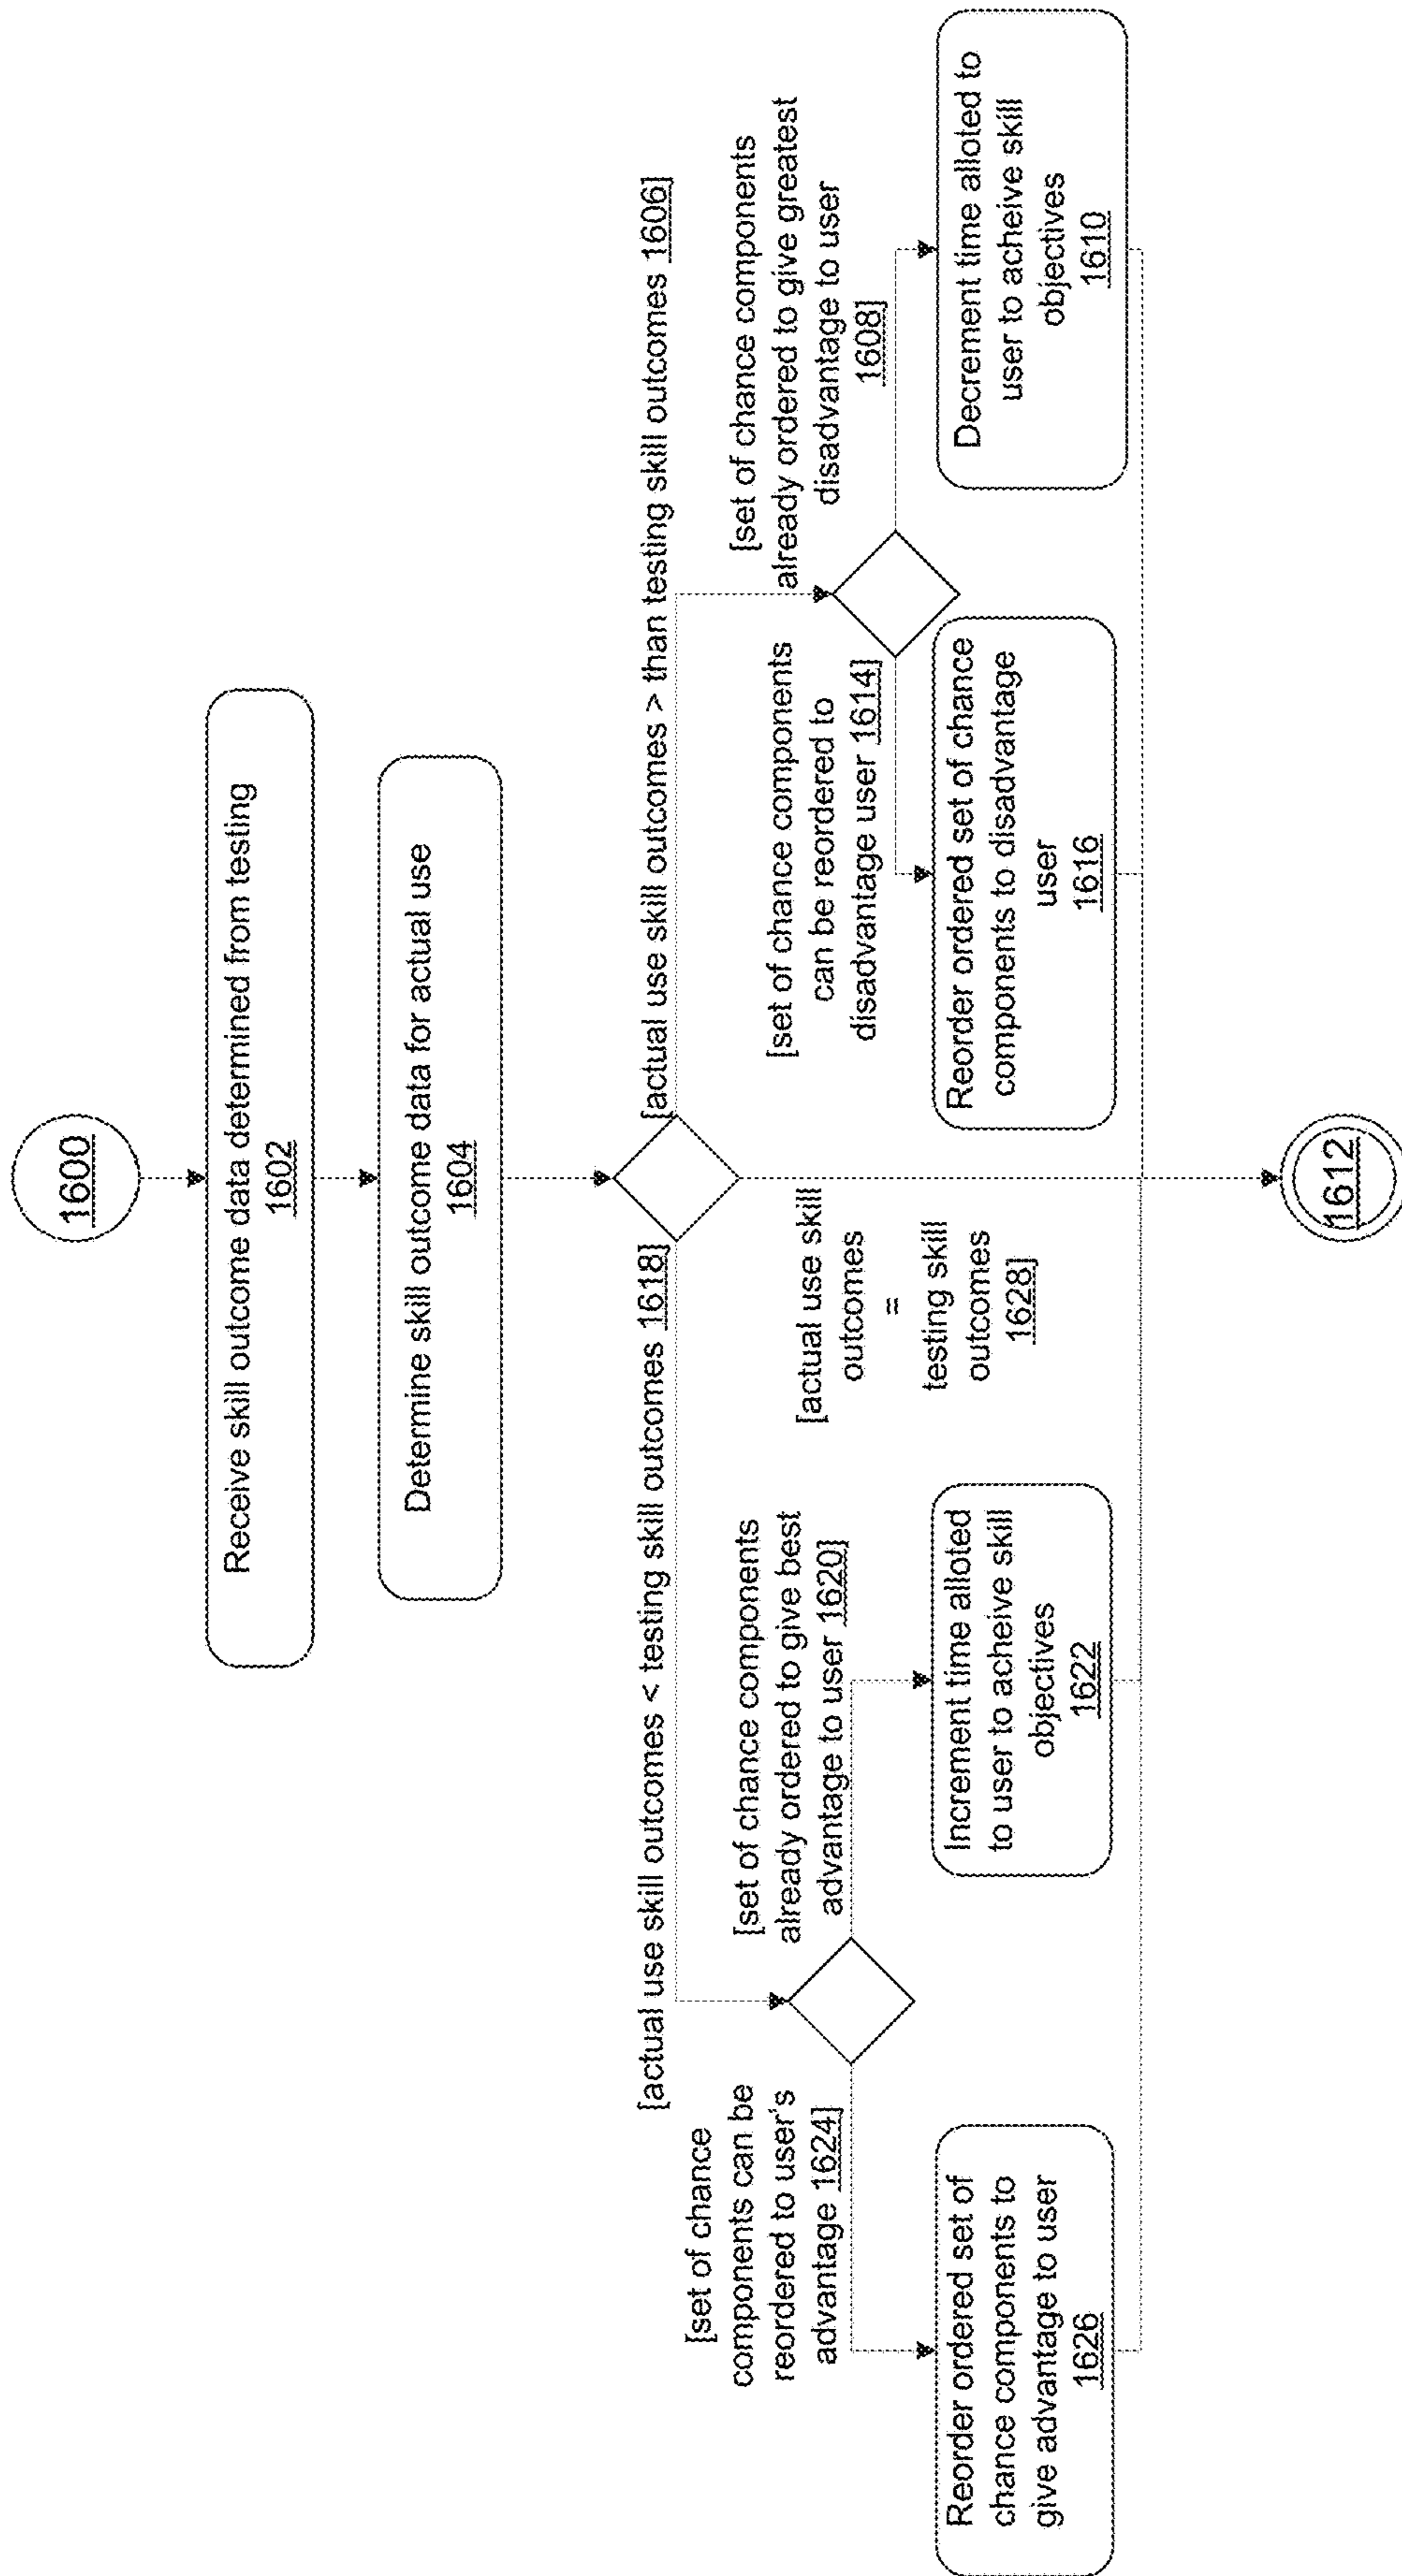 1600
Receive skill outcome data determined from testing
1602
Determine skill outcome data for actual use
1604
[actual use skill outcomes < testing skill outcomes 1618]
[actual use skill outcomes > than testing skill outcomes 1606]
[set of chance
components can be
reordered to user's
advantage 1624]
[set of chance components
already ordered to give best
advantage to user 1620]
[actual use skill
outcomes
=
testing skill
outcomes
1628]
[set of chance components
can be reordered to
disadvantage user 1614]
[set of chance components
already ordered to give greatest
disadvantage to user
1608]
Reorder ordered set of
chance components to
give advantage to user
1626
Increment time alloted
to user to acheive skill
objectives
1622
Reorder ordered set of chance
components to disadvantage
user
1616
Decrement time alloted to
user to acheive skill
objectives
1610
1612